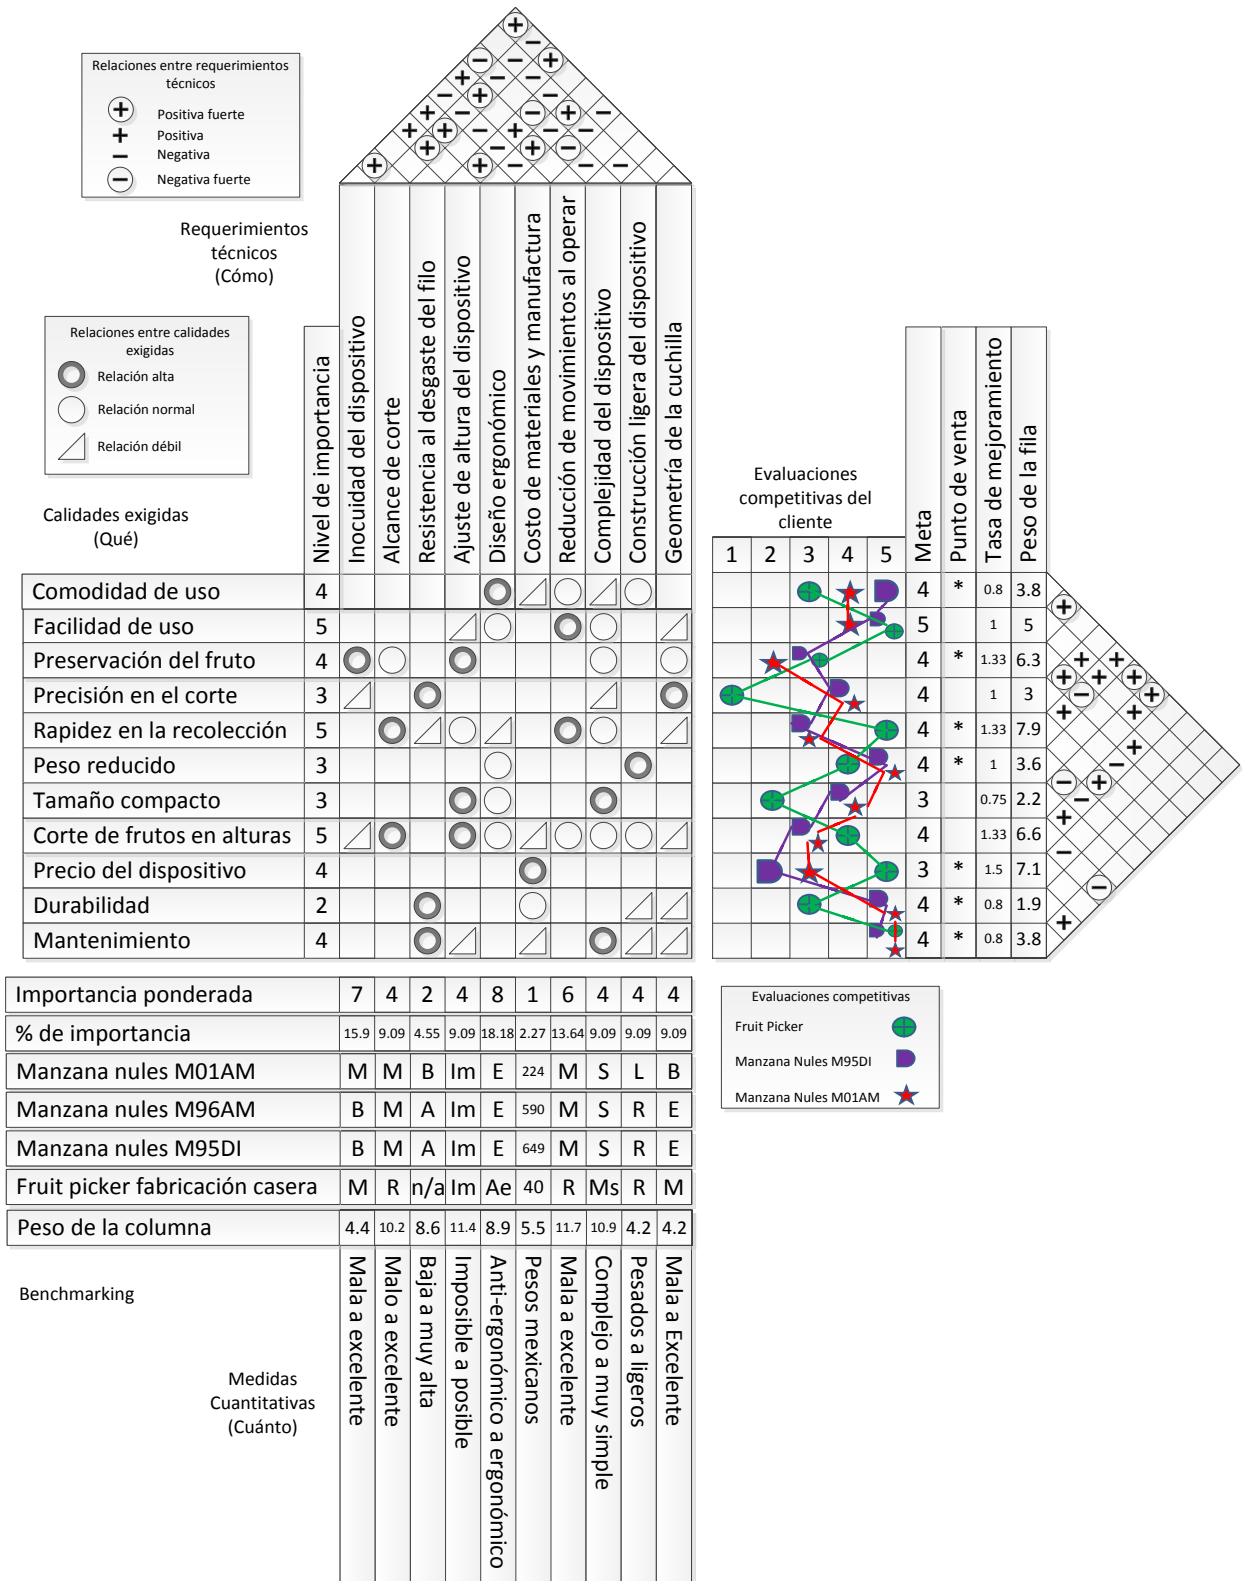 Relaciones entre requerimientos
técnicos
Positiva fuerte
Positiva
Negativa
Negativa fuerte
Requerimientos
técnicos
(Cómo)
Relaciones entre calidades
exigidas
Relación alta
Relación normal
Relación débil
Calidades exigidas
(Qué)
Nivel de importancia
Inocuidad del dispositivo
Alcance de corte
Resistencia al desgaste del filo
Ajuste de altura del dispositivo
Diseño ergonómico
Costo de materiales y manufactura
Reducción de movimientos al operar
Complejidad del dispositivo
Construcción ligera del dispositivo
Geometría de la cuchilla
Evaluaciones
competitivas del
cliente
1 2 3 4 5
Meta
Punto de venta
Tasa de mejoramiento
Peso de la fila
Comodidad de uso 4 4 * 0.8 3.8
Facilidad de uso 5 5 1 5
Preservación del fruto 4 4 * 1.33 6.3
Precisión en el corte 3 4 1 3
Rapidez en la recolección 5 4 * 1.33 7.9
Peso reducido 3 4 * 1 3.6
Tamaño compacto 3 3 0.75 2.2
Corte de frutos en alturas 5 4 1.33 6.6
Precio del dispositivo 4 3 * 1.5 7.1
Durabilidad 2 4 * 0.8 1.9
Mantenimiento 4 4 * 0.8 3.8
Importancia ponderada 7 4 2 4 8 1 6 4 4 4
% de importancia 15.9 9.09 4.55 9.09 18.18 2.27 13.64 9.09 9.09 9.09
Manzana nules M01AM M M B Im E 224 M S L B
Manzana nules M96AM B M A Im E 590 M S R E
Manzana nules M95DI B M A Im E 649 M S R E
Fruit picker fabricación casera M R n/a Im Ae 40 R Ms R M
Peso de la columna 4.4 10.2 8.6 11.4 8.9 5.5 11.7 10.9 4.2 4.2
Evaluaciones competitivas
Fruit Picker
Manzana Nules M95DI
Manzana Nules M01AM
Benchmarking
Medidas
Cuantitativas
(Cuánto)
Mala a excelente
Malo a excelente
Baja a muy alta
Imposible a posible
Anti-ergonómico a ergonómico
Pesos mexicanos
Mala a excelente
Complejo a muy simple
Pesados a ligeros
Mala a Excelente